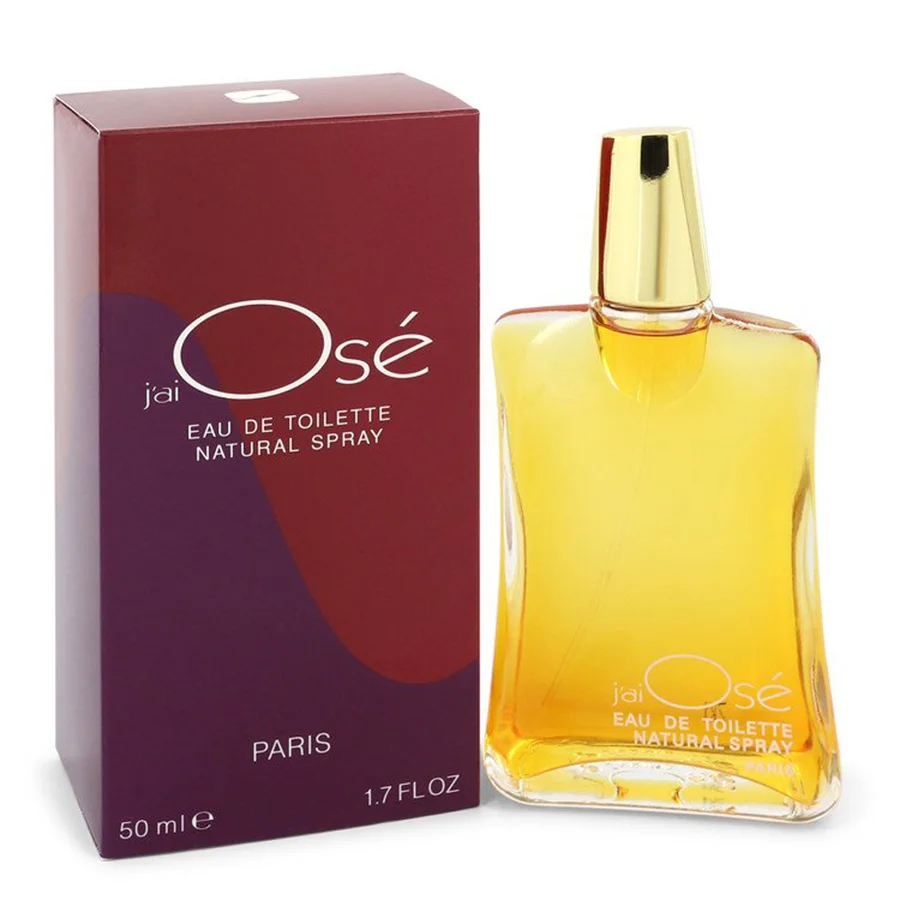 j'ai Osé
EAU DE TOILETTE
NATURAL SPRAY
PARIS
50 ml e 1.7 FL OZ
j'ai Osé
EAU DE TOILETTE
NATURAL SPRAY
PARIS